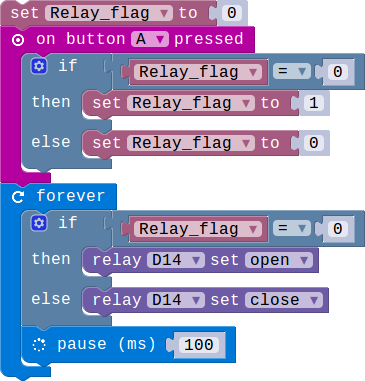 set Relay_flag to 0
on button A pressed
if Relay_flag = 0
then set Relay_flag to 1
else set Relay_flag to 0
forever
if Relay_flag = 0
then relay D14 set open
else relay D14 set close
pause (ms) 100